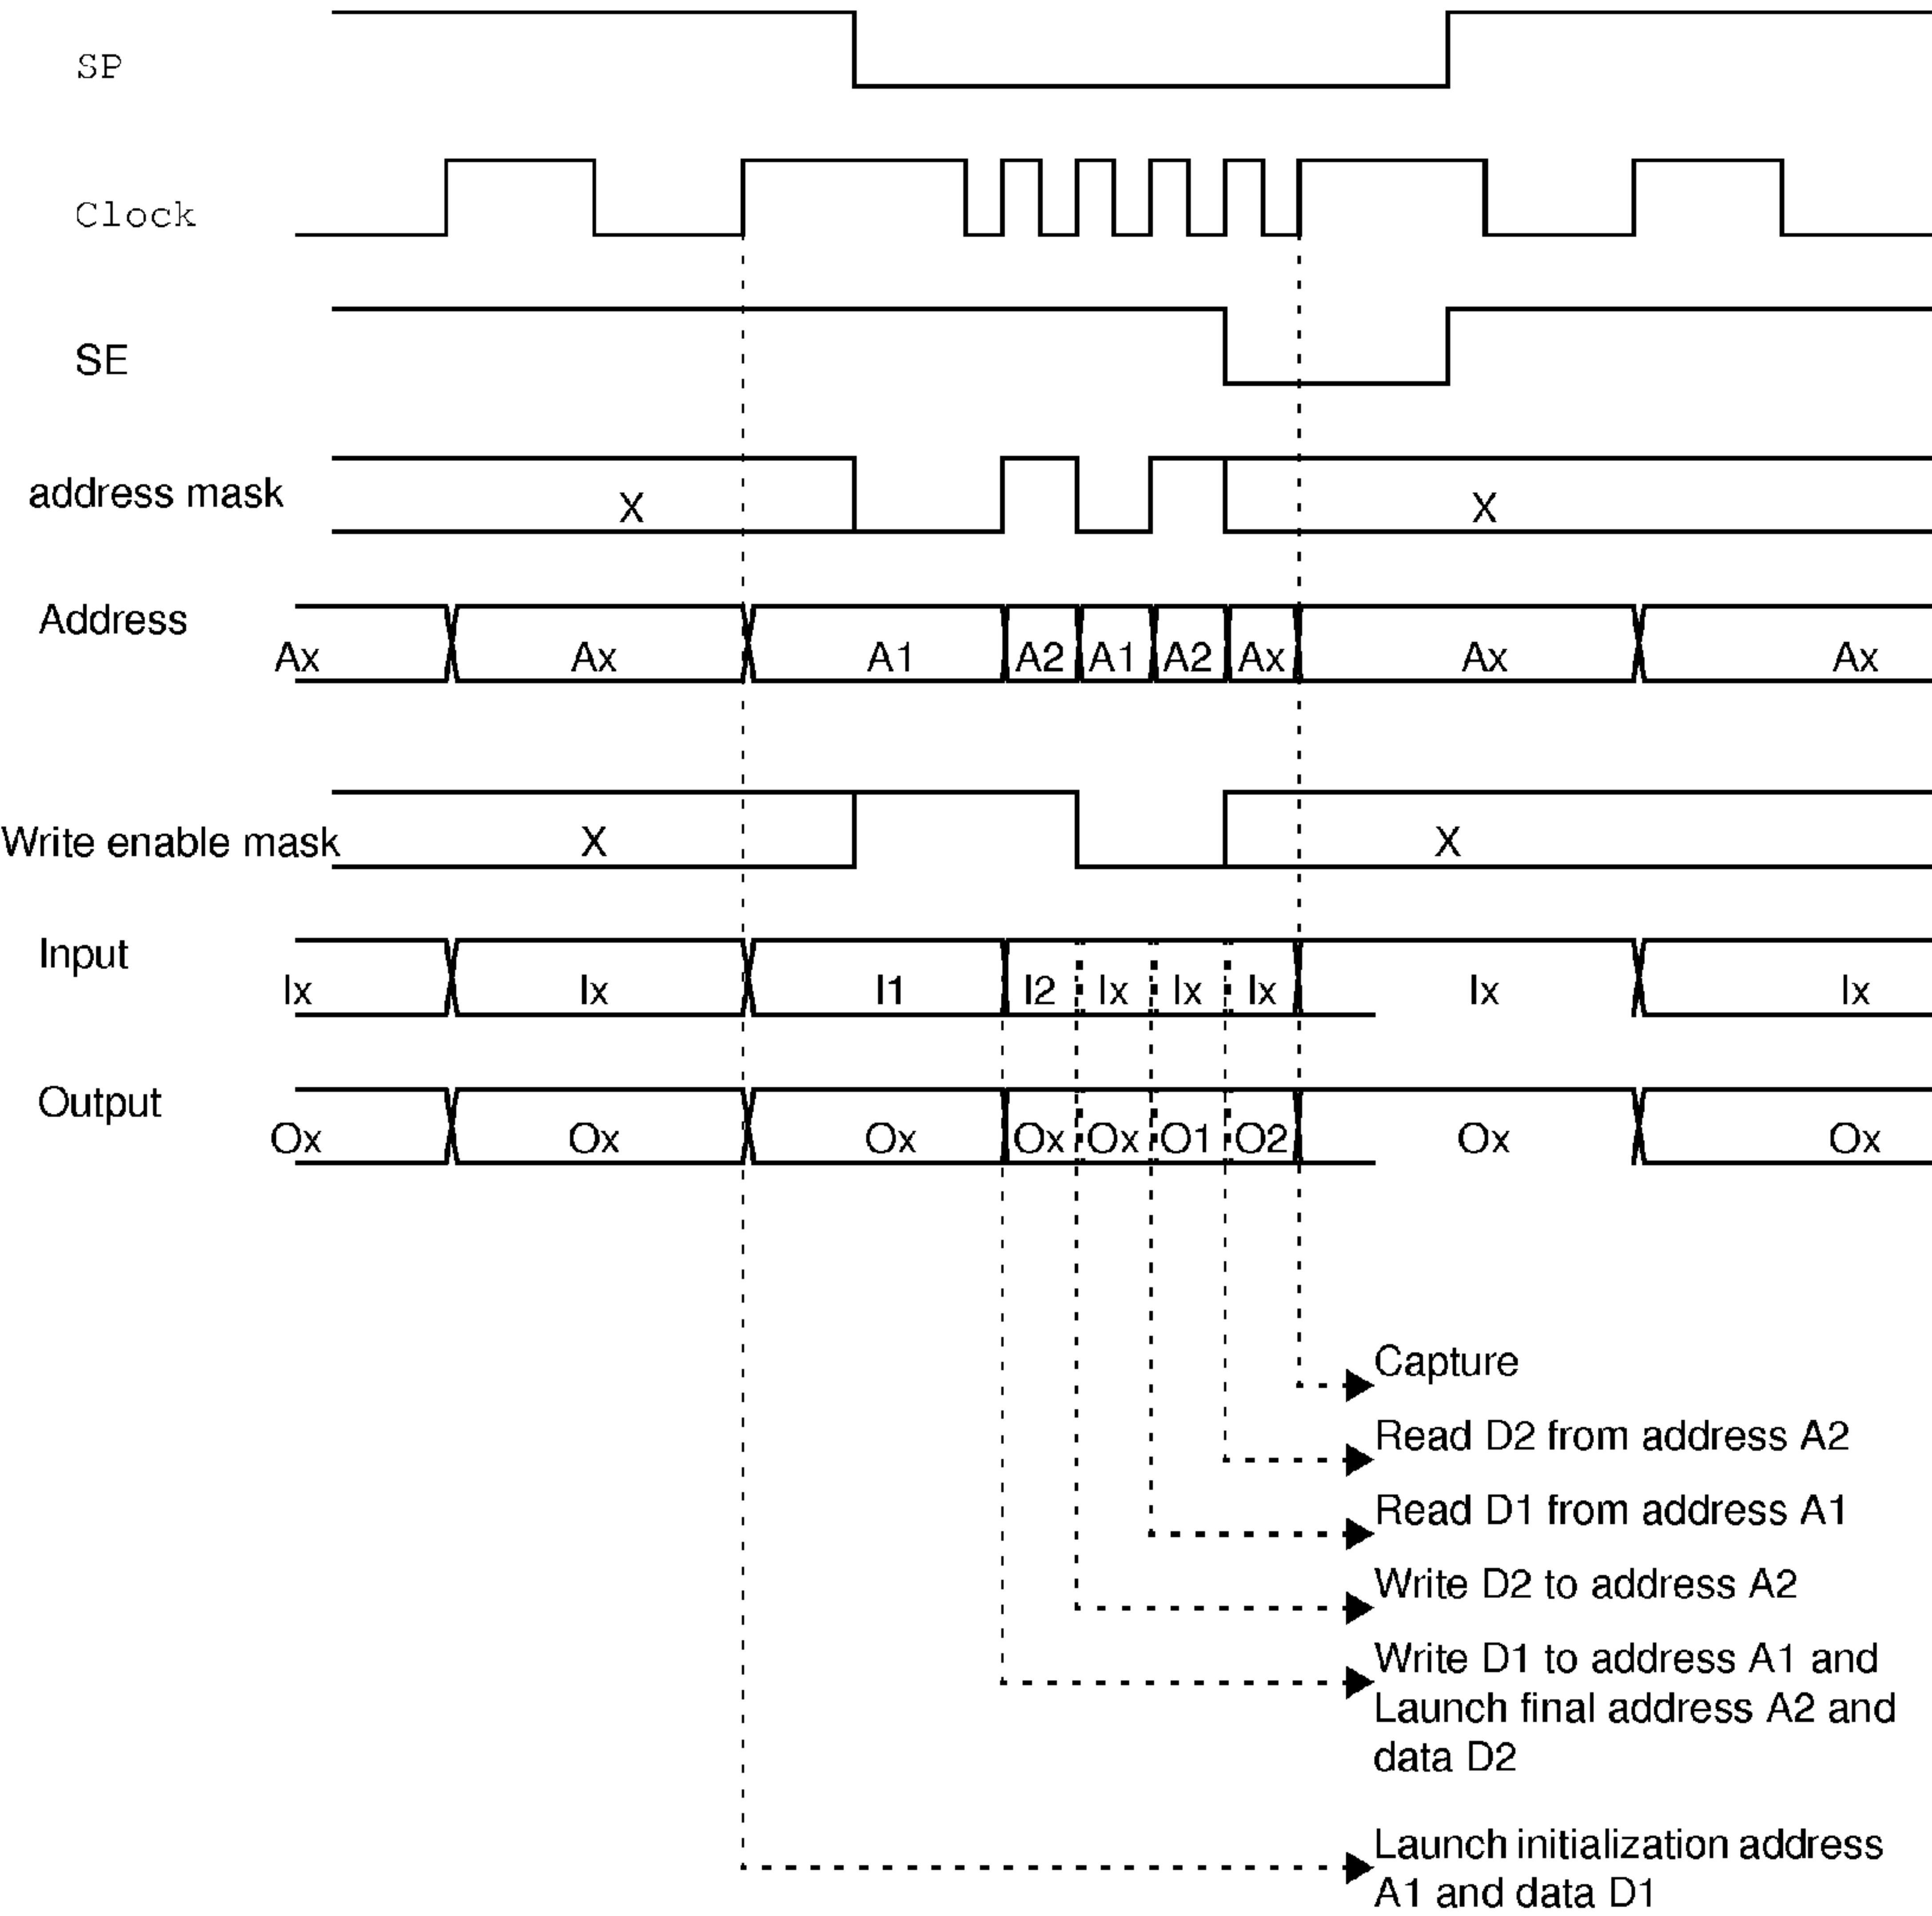 SP
Clock
SE
address mask
X X
Address
Ax Ax A1 A2 A1 A2 Ax Ax Ax
Write enable mask
X X
Input
Ix Ix I1 I2 Ix Ix Ix Ix Ix
Output
Ox Ox Ox Ox Ox O1 O2 Ox Ox
Capture
Read D2 from address A2
Read D1 from address A1
Write D2 to address A2
Write D1 to address A1 and
Launch final address A2 and
data D2
Launch initialization address
A1 and data D1